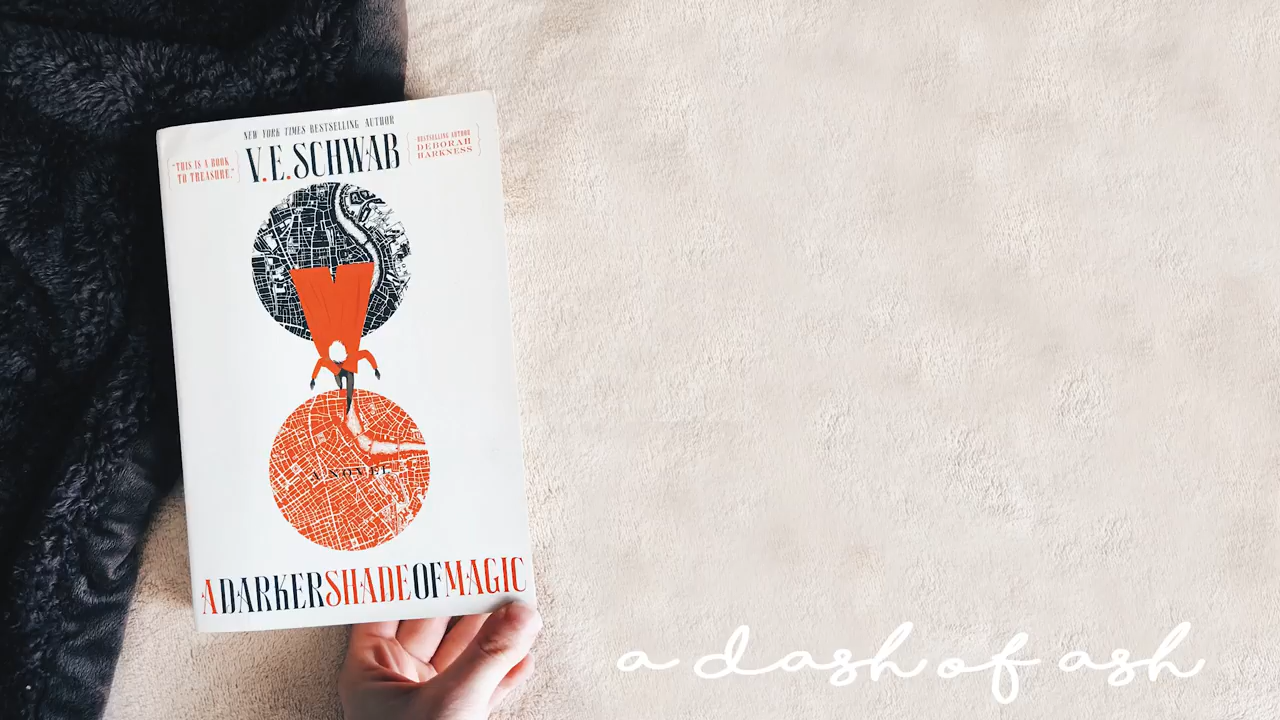 NEW YORK TIMES BESTSELLING AUTHOR
V.E.SCHWAB
"THIS IS A BOOK
TO TREASURE."
BESTSELLING AUTHOR
DEBORAH
HARKNESS
A NOVEL
A DARKER SHADE OF MAGIC
a dash of ash